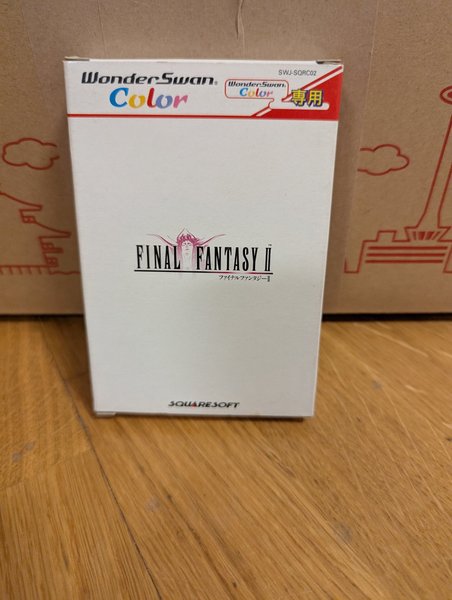 SWJ-SQRC02
WonderSwan®
Color
WonderSwan®
Color
専用
FINAL FANTASY II™
ファイナルファンタジーII
SQUARESOFT